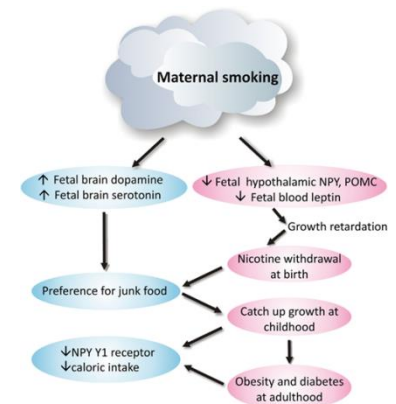 Maternal smoking
↑ Fetal brain dopamine
↑ Fetal brain serotonin
↓ Fetal hypothalamic NPY, POMC
↓ Fetal blood leptin
Growth retardation
Nicotine withdrawal
at birth
Preference for junk food
Catch up growth at
childhood
↓NPY Y1 receptor
↓caloric intake
Obesity and diabetes
at adulthood